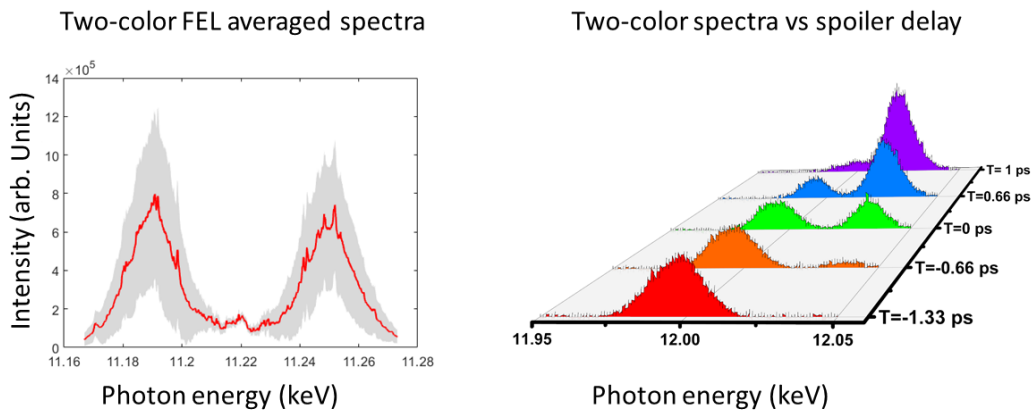 Two-color FEL averaged spectra
Two-color spectra vs spoiler delay
×10⁵
14
12
10
8
6
4
2
0
11.16
11.18
11.2
11.22
11.24
11.26
11.28
Intensity (arb. Units)
Photon energy (keV)
T= 1 ps
T=0.66 ps
T=0 ps
T=-0.66 ps
T=-1.33 ps
11.95
12.00
12.05
Photon energy (keV)